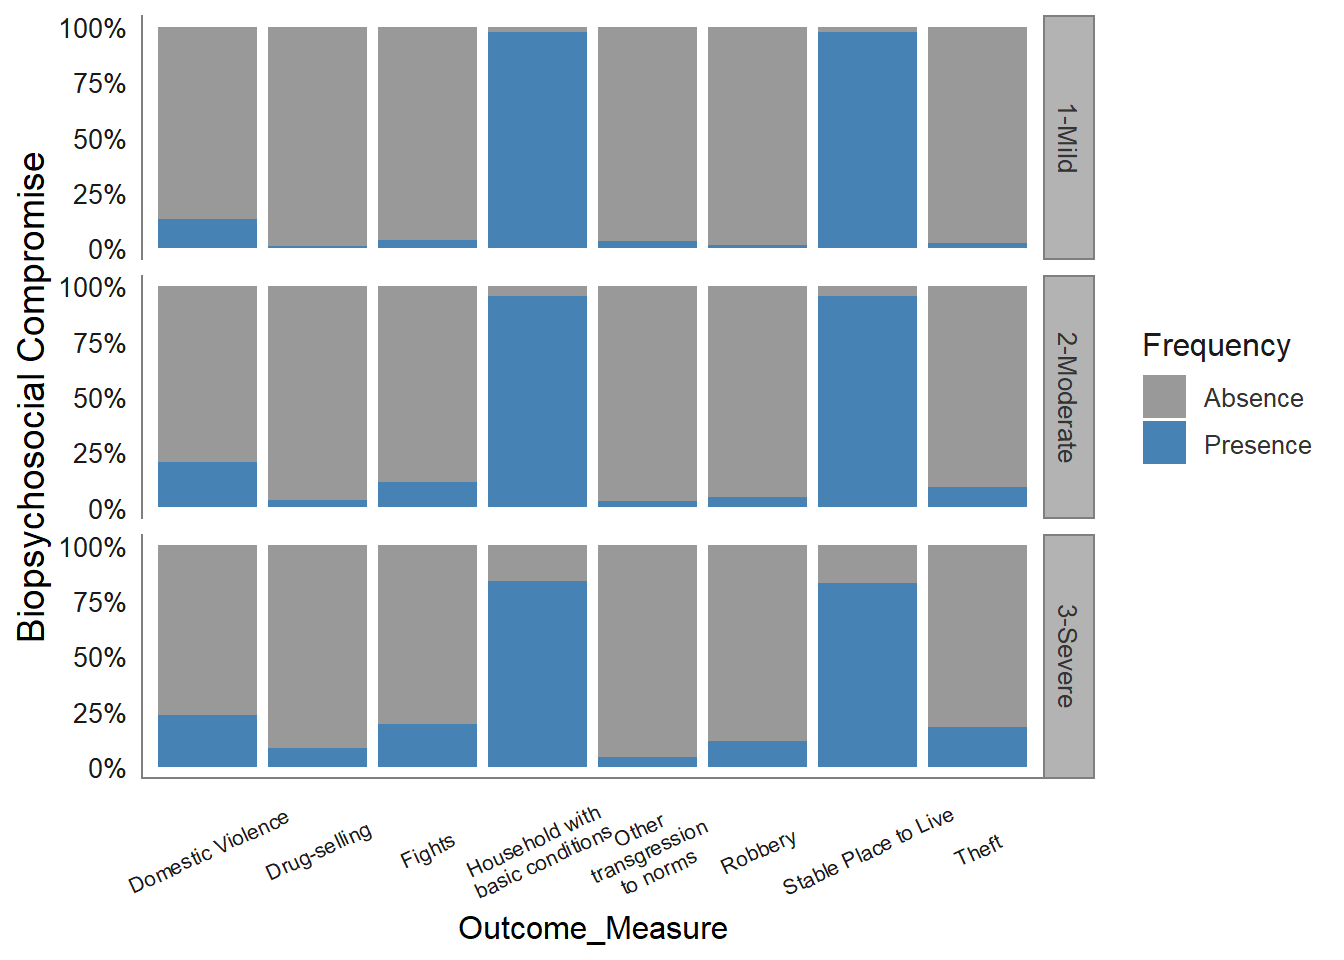 Biopsychosocial Compromise
100%
75%
50%
25%
0%
1-Mild
100%
75%
50%
25%
0%
2-Moderate
100%
75%
50%
25%
0%
3-Severe
Domestic Violence
Drug-selling
Fights
Household with
basic conditions
Other
transgression
to norms
Robbery
Stable Place to Live
Theft
Outcome_Measure
Frequency
Absence
Presence